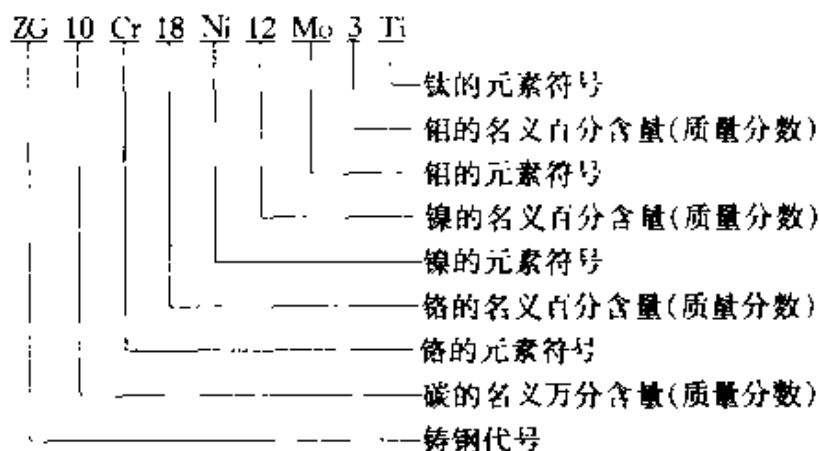 ZG 10 Cr 18 Ni 12 Mo 3 Ti
钛的元素符号
钼的名义百分含量(质量分数)
钼的元素符号
镍的名义百分含量(质量分数)
镍的元素符号
铬的名义百分含量(质量分数)
铬的元素符号
碳的名义万分含量(质量分数)
铸钢代号